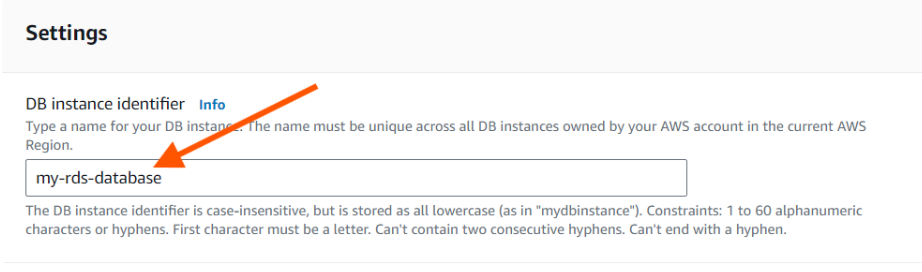 Settings
DB instance identifier Info
Type a name for your DB instance. The name must be unique across all DB instances owned by your AWS account in the current AWS
Region.
my-rds-database
The DB instance identifier is case-insensitive, but is stored as all lowercase (as in "mydbinstance"). Constraints: 1 to 60 alphanumeric
characters or hyphens. First character must be a letter. Can't contain two consecutive hyphens. Can't end with a hyphen.